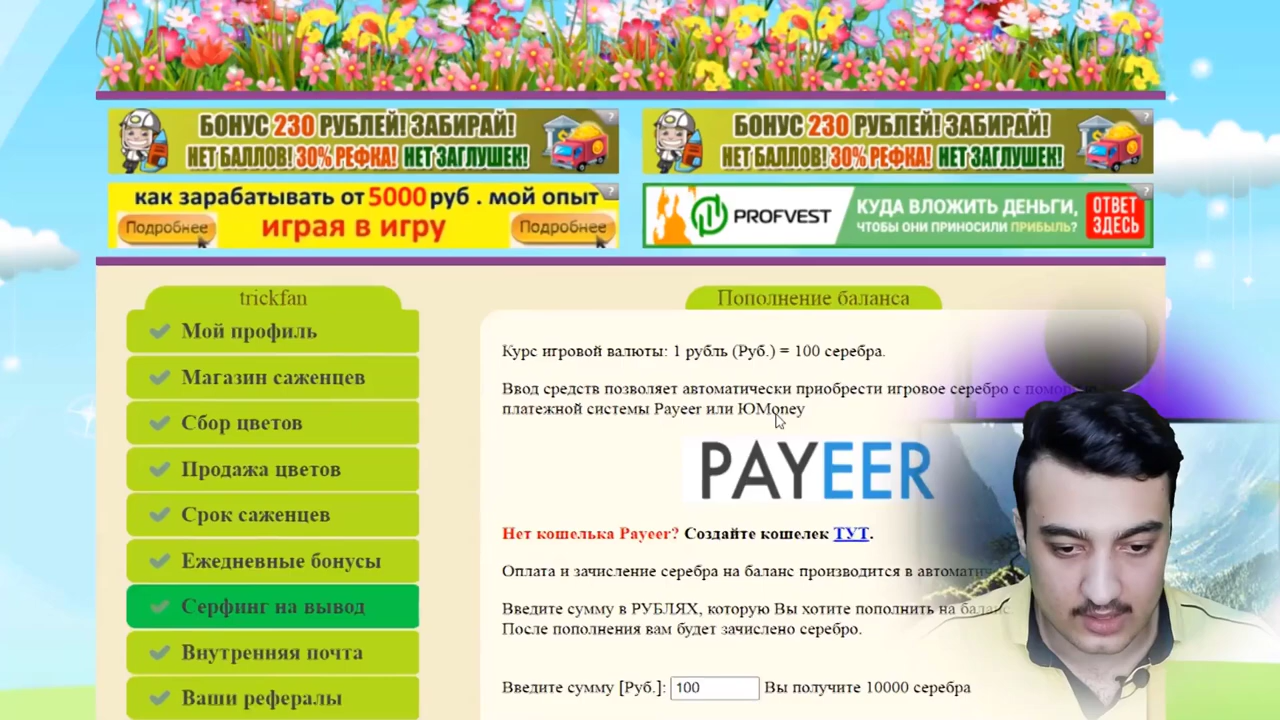 БОНУС 230 РУБЛЕЙ! ЗАБИРАЙ!
НЕТ БАЛЛОВ! 30% РЕФКА! НЕТ ЗАГЛУШЕК!
БОНУС 230 РУБЛЕЙ! ЗАБИРАЙ!
НЕТ БАЛЛОВ! 30% РЕФКА! НЕТ ЗАГЛУШЕК!
как зарабатывать от 5000 руб . мой опыт
Подробнее играя в игру Подробнее
PROFVEST
КУДА ВЛОЖИТЬ ДЕНЬГИ,
ЧТОБЫ ОНИ ПРИНОСИЛИ ПРИБЫЛЬ?
ОТВЕТ
ЗДЕСЬ
trickfan
Мой профиль
Магазин саженцев
Сбор цветов
Продажа цветов
Срок саженцев
Ежедневные бонусы
Серфинг на вывод
Внутренняя почта
Ваши рефералы
Пополнение баланса
Курс игровой валюты: 1 рубль (Руб.) = 100 серебра.
Ввод средств позволяет автоматически приобрести игровое серебро с
платежной системы Payeer или ЮMoney
PAYEER
Нет кошелька Payeer? Создайте кошелек ТУТ.
Оплата и зачисление серебра на баланс производится в
Введите сумму в РУБЛЯХ, которую Вы хотите пополнить на
После пополнения вам будет зачислено серебро.
Введите сумму [Руб.]: 100 Вы получите 10000 серебра